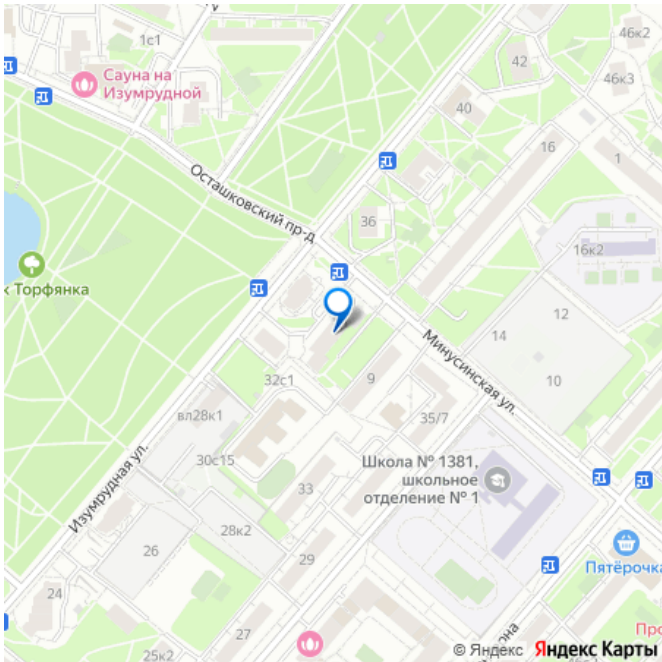 1с1
46к2
Сауна на
Изумрудной
42
46к3
40
16
1
Осташковский пр-д
36
16к2
к Торфянка
12
14
Минусинская ул.
10
9
32с1
вл28к1
35/7
Изумрудная ул.
30с15
Школа № 1381,
школьное
отделение № 1
33
28к2
26
29
Пятёрочка
24
27
25к2
она
Про
© Яндекс Яндекс Карты